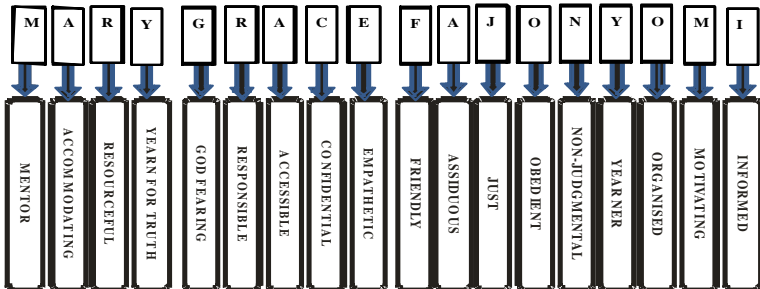 M A R Y G R A C E F A J O N Y O M I
MENTOR
ACCOMMODATING
RESOURCEFUL
YEARN FOR TRUTH
GOD FEARING
RESPONSIBLE
ACCESSIBLE
CONFIDENTIAL
EMPATHETIC
FRIENDLY
ASSIDUOUS
JUST
OBEDIENT
NON-JUDGMENTAL
YEARNER
ORGANISED
MOTIVATING
INFORMED